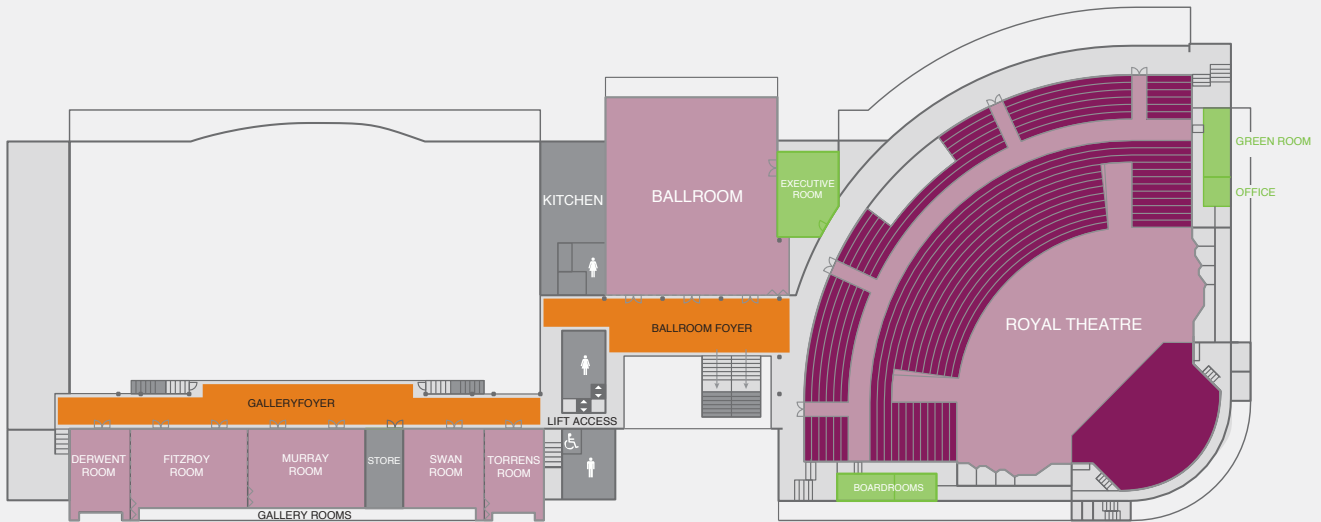 GREEN ROOM
OFFICE
EXECUTIVE
ROOM
KITCHEN
BALLROOM
BALLROOM FOYER
ROYAL THEATRE
GALLERYFOYER
LIFT ACCESS
DERWENT
ROOM
FITZROY
ROOM
MURRAY
ROOM
STORE
SWAN
ROOM
TORRENS
ROOM
BOARDROOMS
GALLERY ROOMS